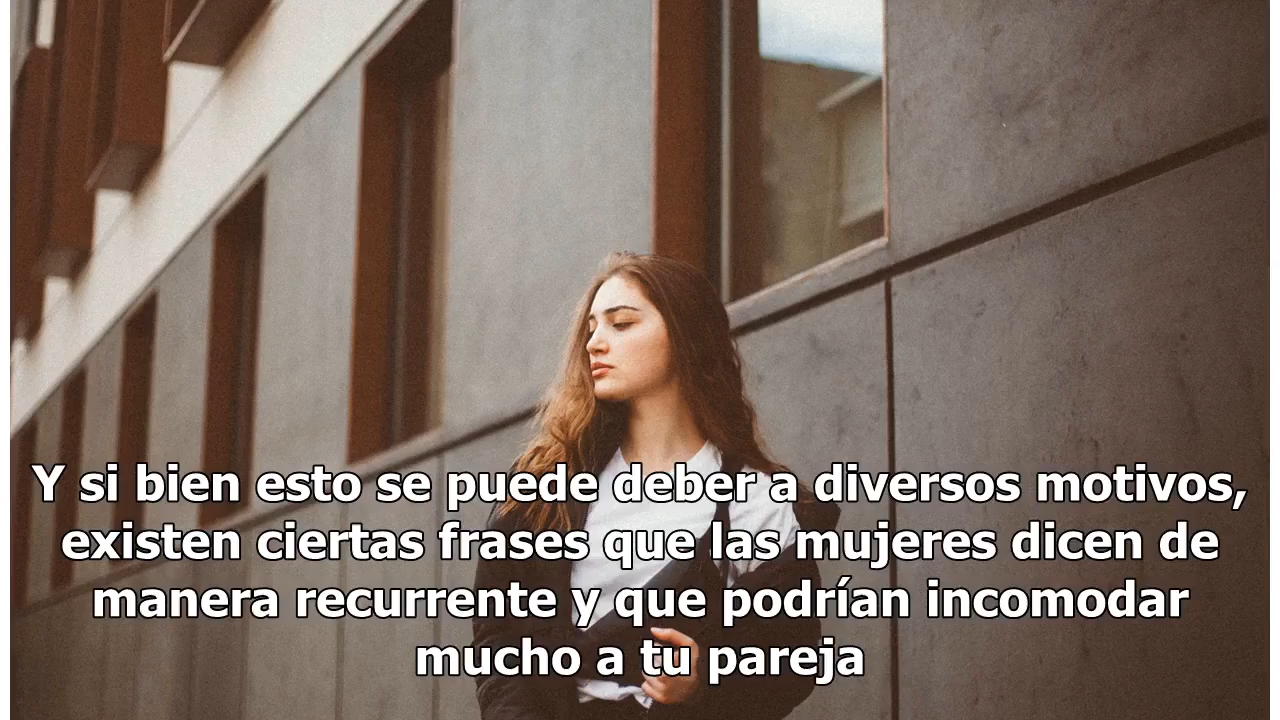 Y si bien esto se puede deber a diversos motivos,
existen ciertas frases que las mujeres dicen de
manera recurrente y que podrían incomodar
mucho a tu pareja